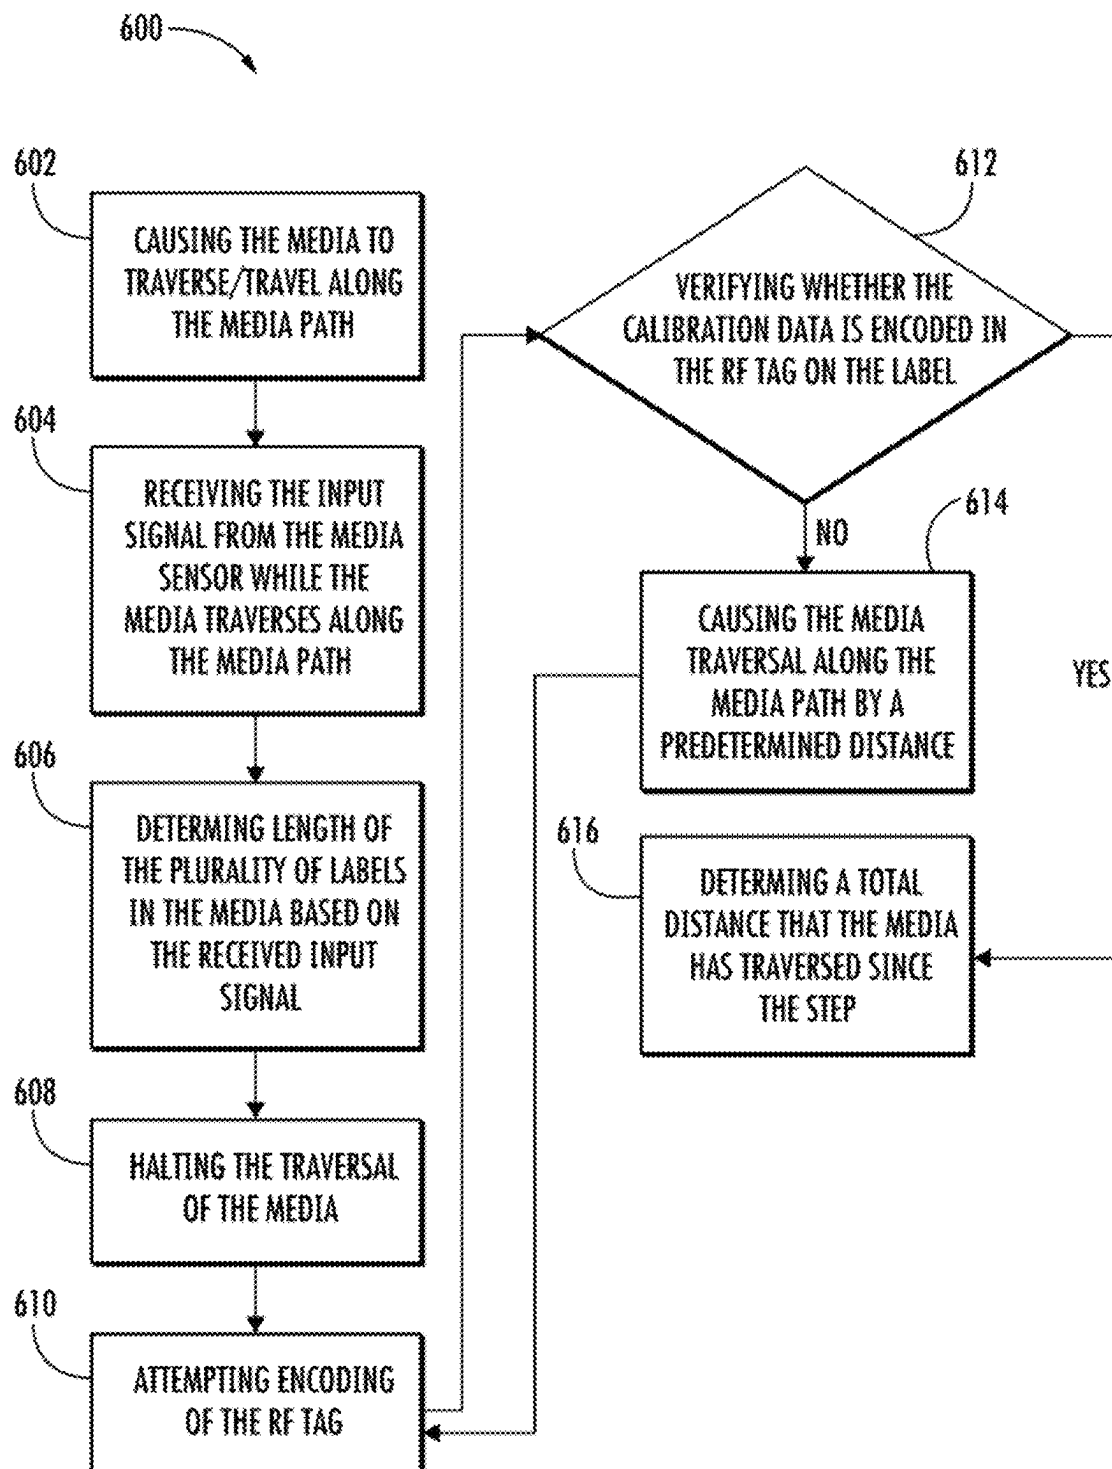 600
602
CAUSING THE MEDIA TO
TRAVERSE/TRAVEL ALONG
THE MEDIA PATH
604
RECEIVING THE INPUT
SIGNAL FROM THE MEDIA
SENSOR WHILE THE
MEDIA TRAVERSES ALONG
THE MEDIA PATH
606
DETERMING LENGTH OF
THE PLURALITY OF LABELS
IN THE MEDIA BASED ON
THE RECEIVED INPUT
SIGNAL
608
HALTING THE TRAVERSAL
OF THE MEDIA
610
ATTEMPTING ENCODING
OF THE RF TAG
612
VERIFYING WHETHER THE
CALIBRATION DATA IS ENCODED IN
THE RF TAG ON THE LABEL
NO
614
CAUSING THE MEDIA
TRAVERSAL ALONG THE
MEDIA PATH BY A
PREDETERMINED DISTANCE
YES
616
DETERMING A TOTAL
DISTANCE THAT THE MEDIA
HAS TRAVERSED SINCE
THE STEP